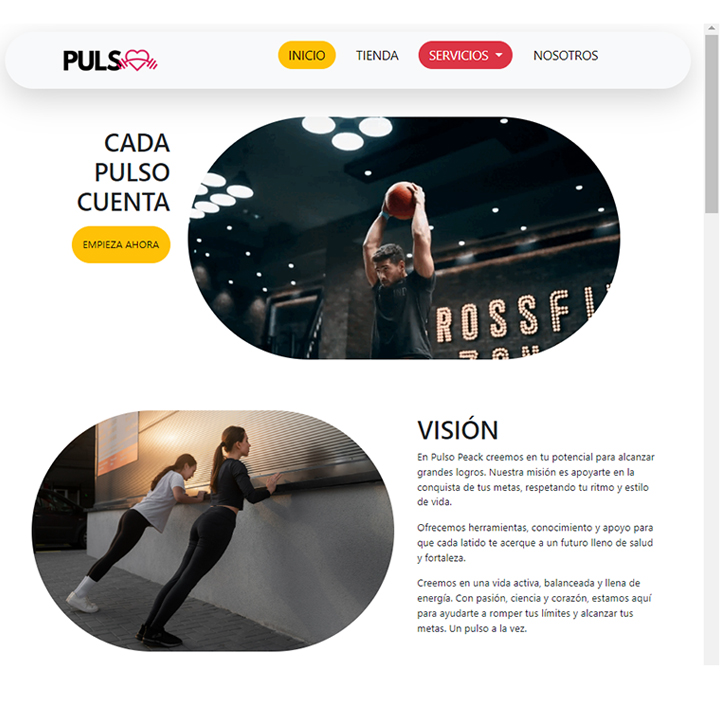 PULS
INICIO
TIENDA
SERVICIOS
NOSOTROS
CADA
PULSO
CUENTA
EMPIEZA AHORA
ROSSFI
VISIÓN
En Pulso Peack creemos en tu potencial para alcanzar
grandes logros. Nuestra misión es apoyarte en la
conquista de tus metas, respetando tu ritmo y estilo
de vida.
Ofrecemos herramientas, conocimiento y apoyo para
que cada latido te acerque a un futuro lleno de salud
y fortaleza.
Creemos en una vida activa, balanceada y llena de
energía. Con pasión, ciencia y corazón, estamos aquí
para ayudarte a romper tus límites y alcanzar tus
metas. Un pulso a la vez.